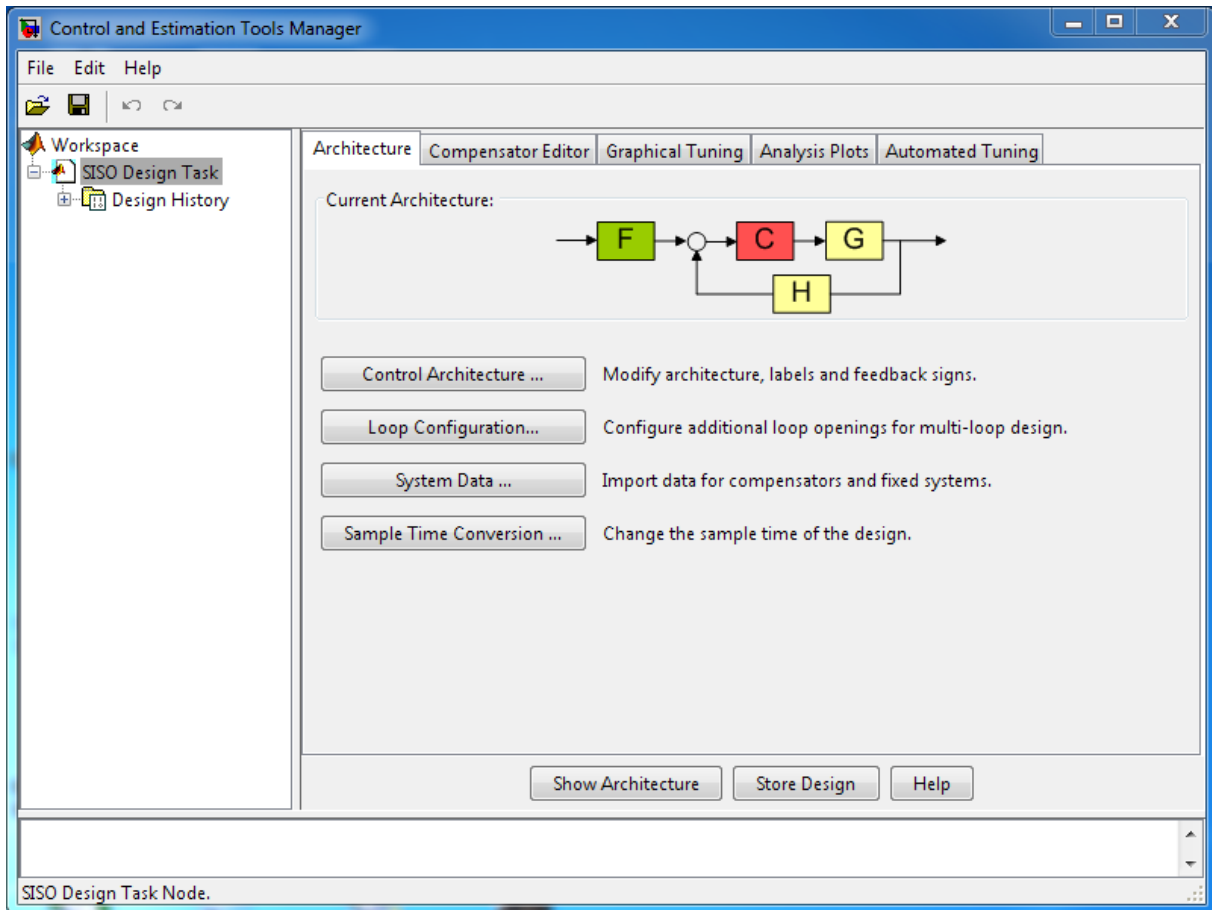 Control and Estimation Tools Manager
X
File Edit Help
Workspace
SISO Design Task
Design History
Architecture Compensator Editor Graphical Tuning Analysis Plots Automated Tuning
Current Architecture:
F C G
H
Control Architecture ... Modify architecture, labels and feedback signs.
Loop Configuration... Configure additional loop openings for multi-loop design.
System Data ... Import data for compensators and fixed systems.
Sample Time Conversion ... Change the sample time of the design.
Show Architecture Store Design Help
SISO Design Task Node.